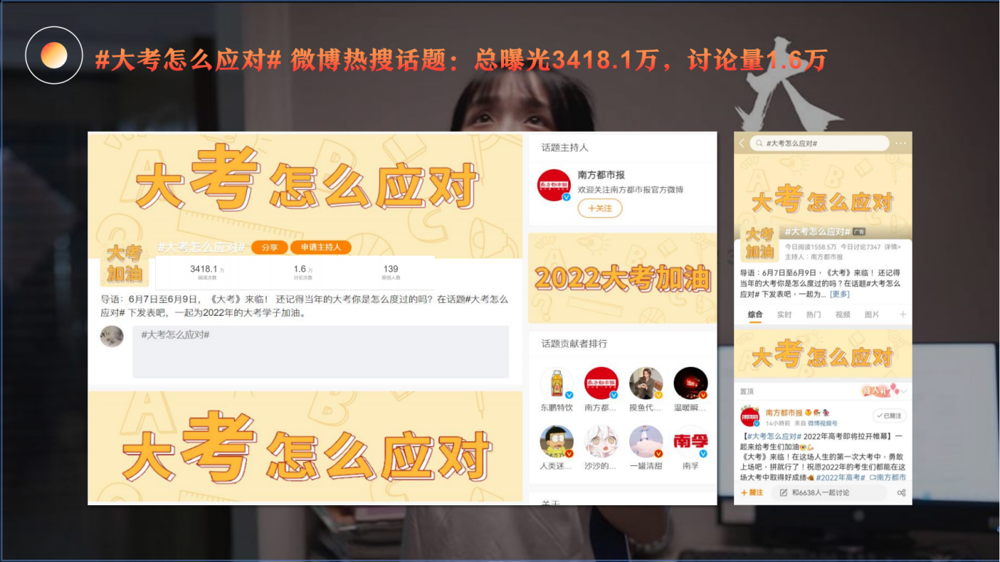 #大考怎么应对# 微博热搜话题：总曝光3418.1万，讨论量1.6万
大
大考怎么应对
大考
加油
#大考怎么应对#
分享
申请主持人
3418.1 万
阅读次数
1.6 万
讨论次数
139
原创人数
导语：6月7日至6月9日，《大考》来临！ 还记得当年的大考你是怎么度过的吗？在话题#大考怎么
应对# 下发表吧，一起为2022年的大考学子加油。
#大考怎么应对#
大考怎么应对
话题主持人
南方都市报
南方都市报
欢迎关注南方都市报官方微博
＋关注
2022大考加油
话题贡献者排行
东鹏特饮
南方都...
摸鱼代...
温暖瞬...
人类迷...
沙沙的...
一罐清甜
南孚
南孚
关于
#大考怎么应对#
大考怎么应对
大考
加油
#大考怎么应对# 广告
今日阅读1558.5万 今日讨论7347 详情>
主持人：南方都市报
导语：6月7日至6月9日，《大考》来临！ 还记得
当年的大考你是怎么度过的吗？在话题#大考怎么
应对# 下发表吧，一起为... [更多]
综合 实时 热门 视频 图片 ＋
大考怎么应对
置頂
成人礼
南方都市报
14小時前 来自 微博视频号
已關注
【#大考怎么应对# 2022年高考即将拉开帷幕】一
起来给考生们加油
《大考》来临！在这场人生的第一次大考中，勇敢
上场吧，拼就行了！祝愿2022年的考生们都能在这
场大考中取得好成绩 #2022年高考# 南方都市
＋關注
和6638人一起讨论